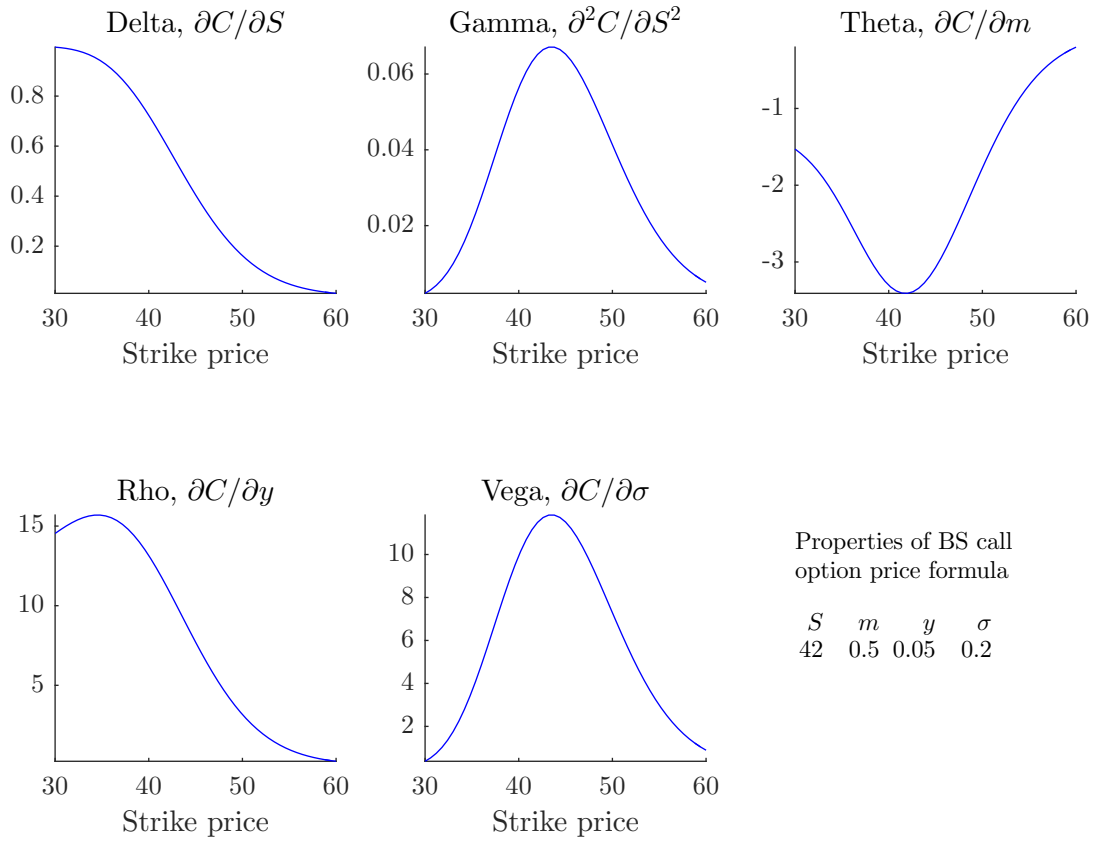 Delta, ∂C/∂S
0.8
0.6
0.4
0.2
30 40 50 60
Strike price
Gamma, ∂²C/∂S²
0.06
0.04
0.02
30 40 50 60
Strike price
Theta, ∂C/∂m
-1
-2
-3
30 40 50 60
Strike price
Rho, ∂C/∂y
15
10
5
30 40 50 60
Strike price
Vega, ∂C/∂σ
10
8
6
4
2
30 40 50 60
Strike price
Properties of BS call
option price formula
S m y σ
42 0.5 0.05 0.2